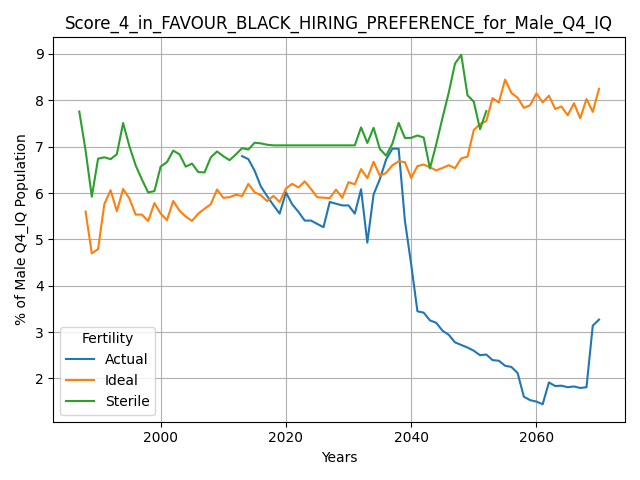 Score_4_in_FAVOUR_BLACK_HIRING_PREFERENCE_for_Male_Q4_IQ
% of Male Q4_IQ Population
9
8
7
6
5
4
3
2
Fertility
Actual
Ideal
Sterile
2000
2020
2040
2060
Years